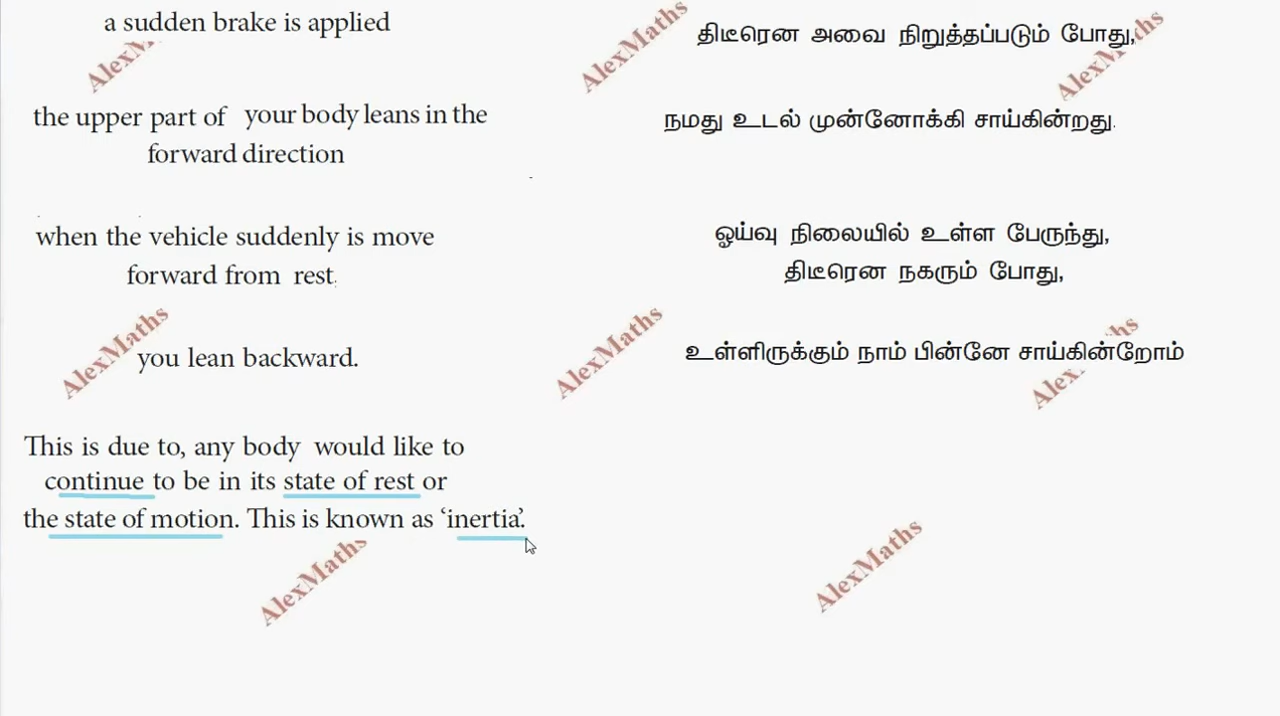 a sudden brake is applied
திடீரென அவை நிறுத்தப்படும் போது,
the upper part of your body leans in the
forward direction
நமது உடல் முன்னோக்கி சாய்கின்றது.
when the vehicle suddenly is move
forward from rest.
ஓய்வு நிலையில் உள்ள பேருந்து,
திடீரென நகரும் போது,
you lean backward.
உள்ளிருக்கும் நாம் பின்னே சாய்கின்றோம்
This is due to, any body would like to
continue to be in its state of rest or
the state of motion. This is known as ‘inertia’.
AlexMaths
AlexMaths
AlexMaths
AlexMaths
AlexMaths
AlexMaths
AlexMaths
AlexMaths